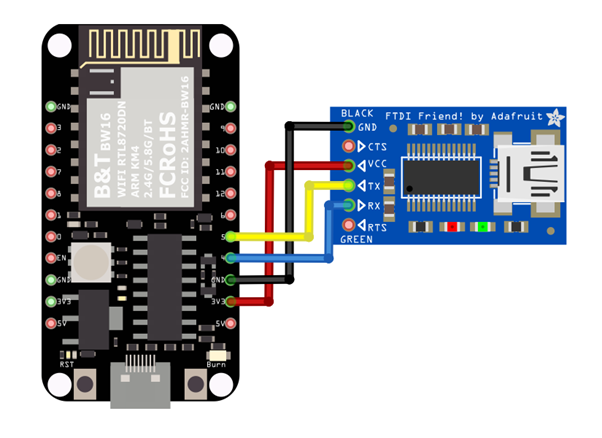 GND
3
2
7
8
1
0
EN
GND
3V3
5V
RST
B&T BW16
WIFI RTL8720DN
ARM KM4
2.4G/5.8G/BT
FCRoHS
FCC ID: 2AHMR-BW16
GND
9
10
11
12
6
5
4
GND
3V3
5V
Burn
BLACK
FTDI Friend! by Adafruit
GND
CTS
VCC
TX
RX
RTS
GREEN